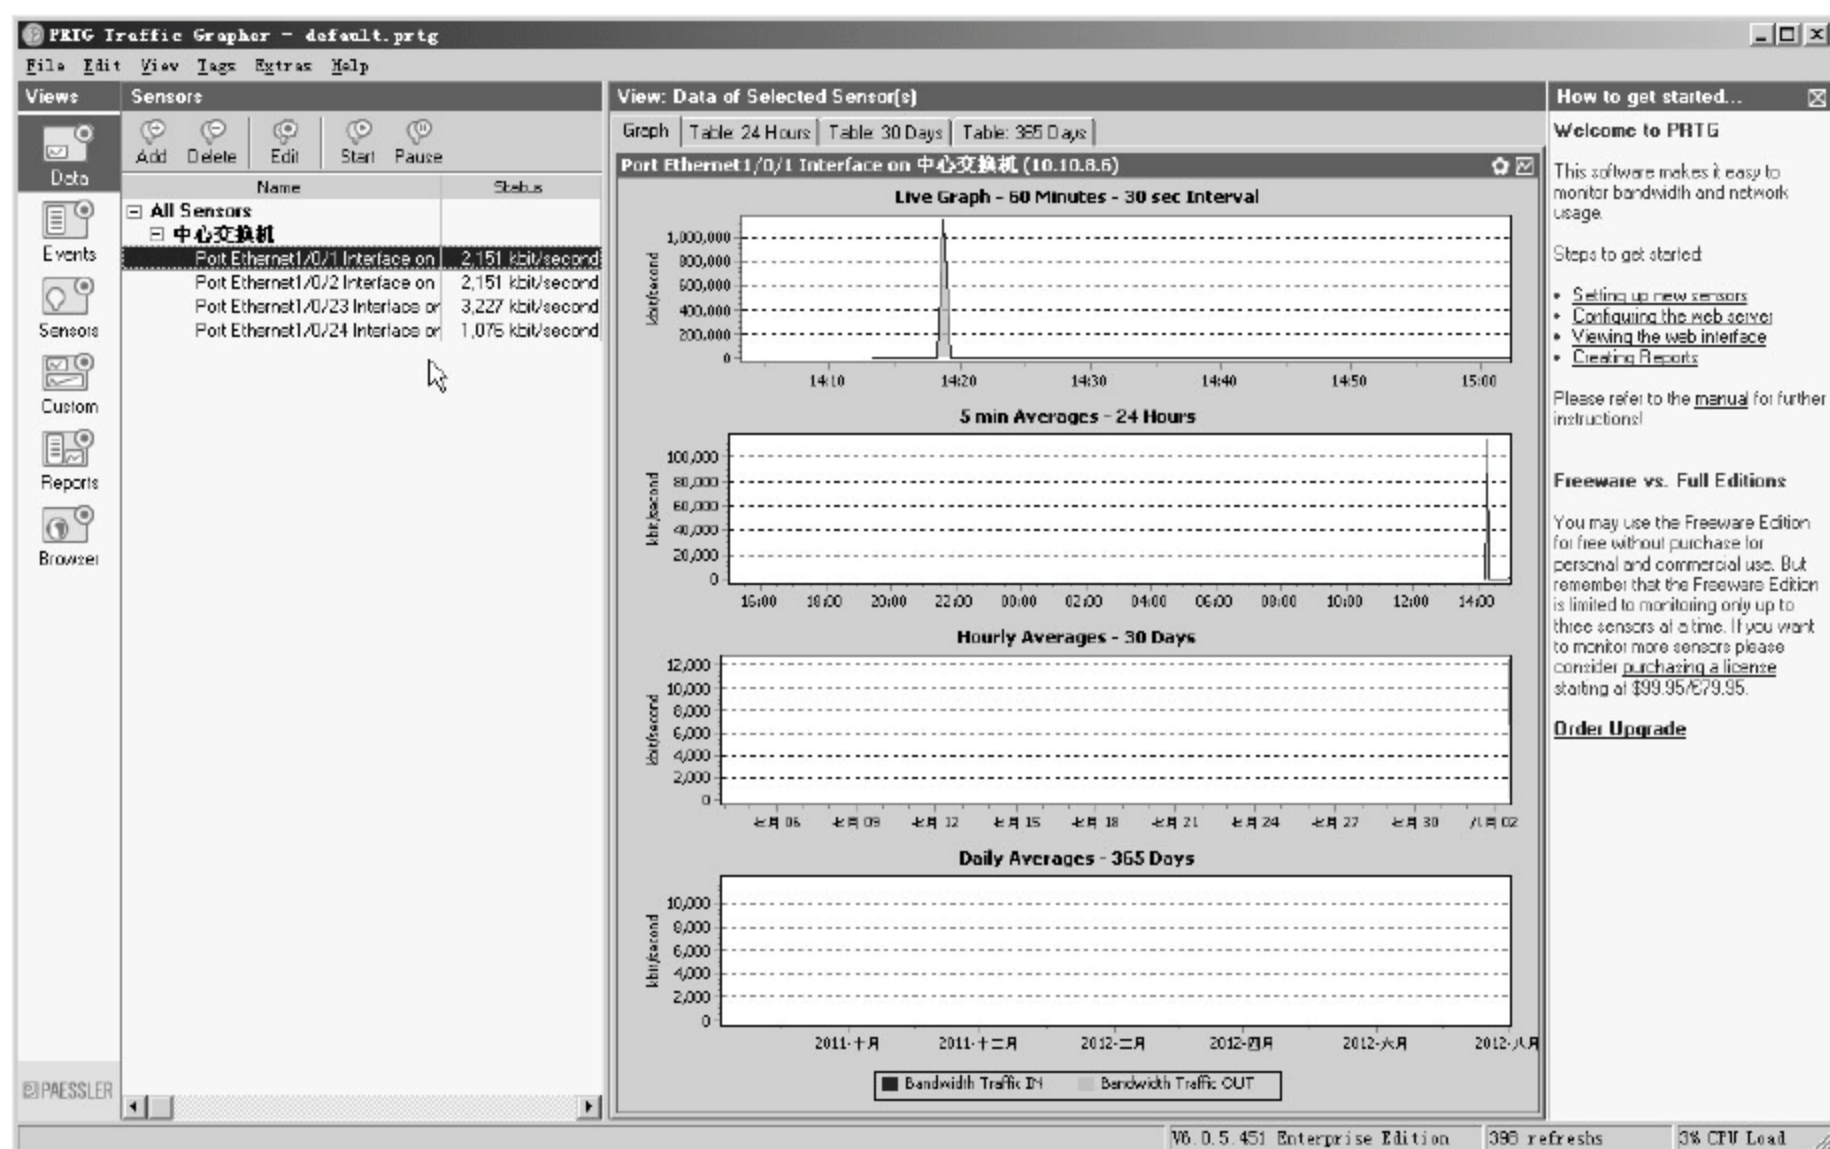 PRTG Traffic Grapher - default.prtg
File Edit View Tags Extras Help
Views
Data
Events
Sensors
Custom
Reports
Browser
PAESSLER
Sensors
Add Delete Edit Start Pause
Name Status
All Sensors
中心交换机
Port Ethernet1/0/1 Interface on 2,151 kbit/second
Port Ethernet1/0/2 Interface on 2,151 kbit/second
Port Ethernet1/0/23 Interface or 3,227 kbit/second
Port Ethernet1/0/24 Interface or 1,076 kbit/second
View: Data of Selected Sensor(s)
Graph Table: 24 Hours Table: 30 Days Table: 365 Days
Port Ethernet1/0/1 Interface on 中心交换机 (10.10.8.6)
Live Graph - 60 Minutes - 30 sec Interval
kbit/second
1,000,000
800,000
600,000
400,000
200,000
0
14:10 14:20 14:30 14:40 14:50 15:00
5 min Averages - 24 Hours
kbit/second
100,000
80,000
60,000
40,000
20,000
0
16:00 18:00 20:00 22:00 00:00 02:00 04:00 06:00 08:00 10:00 12:00 14:00
Hourly Averages - 30 Days
kbit/second
12,000
10,000
8,000
6,000
4,000
2,000
0
七月 06 七月 09 七月 12 七月 15 七月 18 七月 21 七月 24 七月 27 七月 30 八月 02
Daily Averages - 365 Days
kbit/second
10,000
8,000
6,000
4,000
2,000
0
2011-十月 2011-十二月 2012-二月 2012-四月 2012-六月 2012-八月
Bandwidth Traffic IN Bandwidth Traffic OUT
How to get started...
Welcome to PRTG
This software makes it easy to
monitor bandwidth and network
usage.
Steps to get started:
• Setting up new sensors
• Configuring the web server
• Viewing the web interface
• Creating Reports
Please refer to the manual for further
instructions!
Freeware vs. Full Editions
You may use the Freeware Edition
for free without purchase for
personal and commercial use. But
remember that the Freeware Edition
is limited to monitoring only up to
three sensors at a time. If you want
to monitor more sensors please
consider purchasing a license
starting at $99.95/€79.95.
Order Upgrade
V6.0.5.451 Enterprise Edition 398 refreshs 3% CPU Load